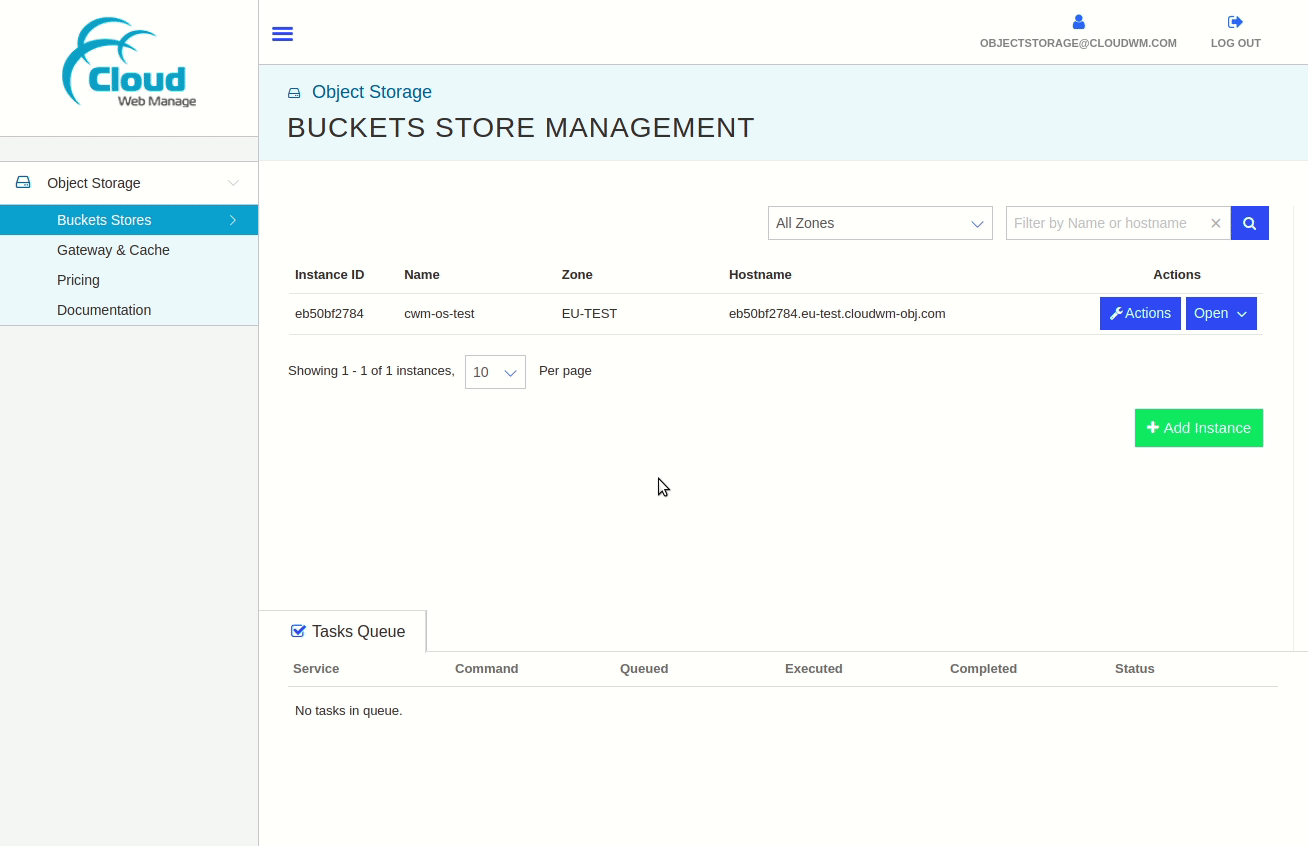 Cloud
Web Manage
OBJECTSTORAGE@CLOUDWM.COM
LOG OUT
Object Storage
BUCKETS STORE MANAGEMENT
Object Storage
Buckets Stores
Gateway & Cache
Pricing
Documentation
All Zones
Filter by Name or hostname
Instance ID Name Zone Hostname Actions
eb50bf2784 cwm-os-test EU-TEST eb50bf2784.eu-test.cloudwm-obj.com Actions Open
Showing 1 - 1 of 1 instances, 10 Per page
Add Instance
Tasks Queue
Service Command Queued Executed Completed Status
No tasks in queue.